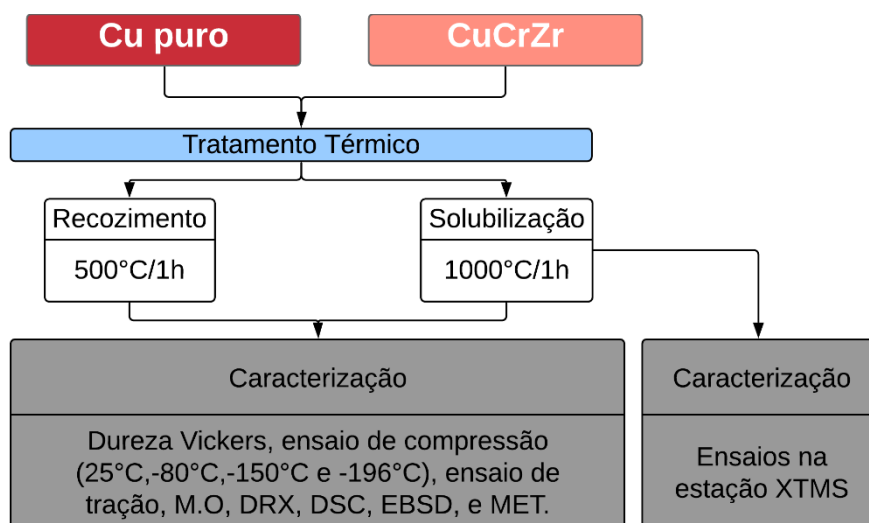 Cu puro
CuCrZr
Tratamento Térmico
Recozimento
500°C/1h
Solubilização
1000°C/1h
Caracterização
Dureza Vickers, ensaio de compressão
(25°C,-80°C,-150°C e -196°C), ensaio de
tração, M.O, DRX, DSC, EBSD, e MET.
Caracterização
Ensaios na
estação XTMS